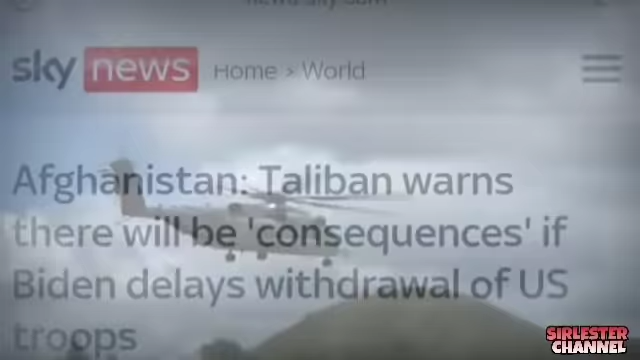 sky news Home > World
Afghanistan: Taliban warns
there will be 'consequences' if
Biden delays withdrawal of US
troops
SIRLESTER
CHANNEL